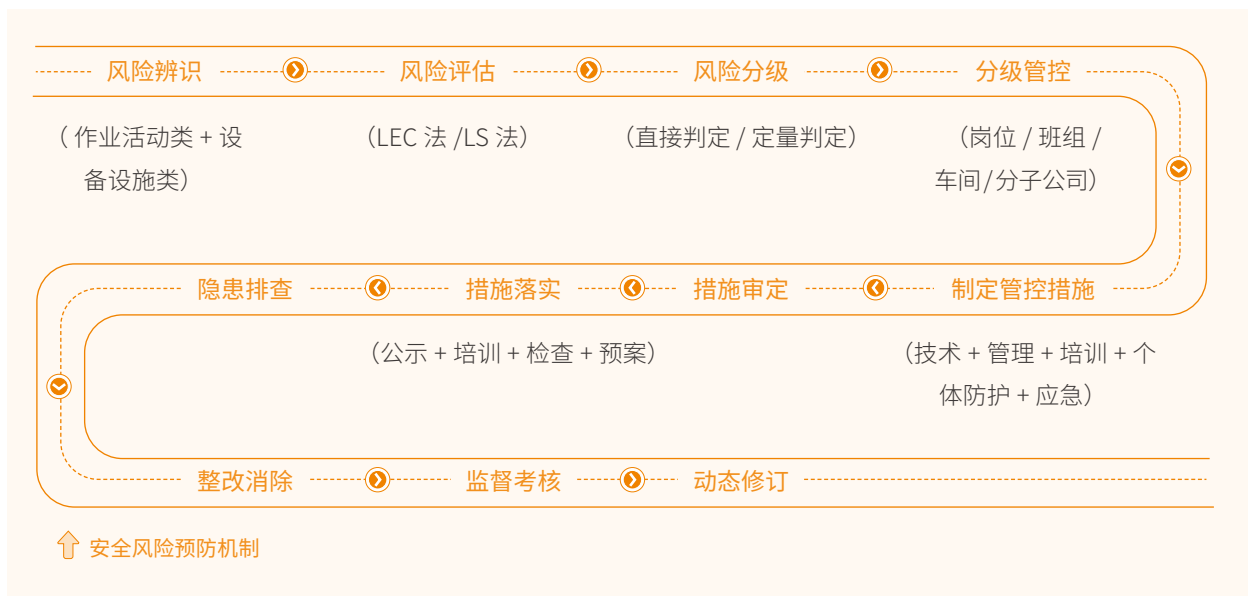 风险辨识 风险评估 风险分级 分级管控
（ 作业活动类 + 设 （LEC 法 /LS 法） （直接判定 / 定量判定） （岗位 / 班组 /
备设施类） 车间/分子公司）
隐患排查 措施落实 措施审定 制定管控措施
（公示 + 培训 + 检查 + 预案） （技术 + 管理 + 培训 + 个
体防护 + 应急）
整改消除 监督考核 动态修订
安全风险预防机制